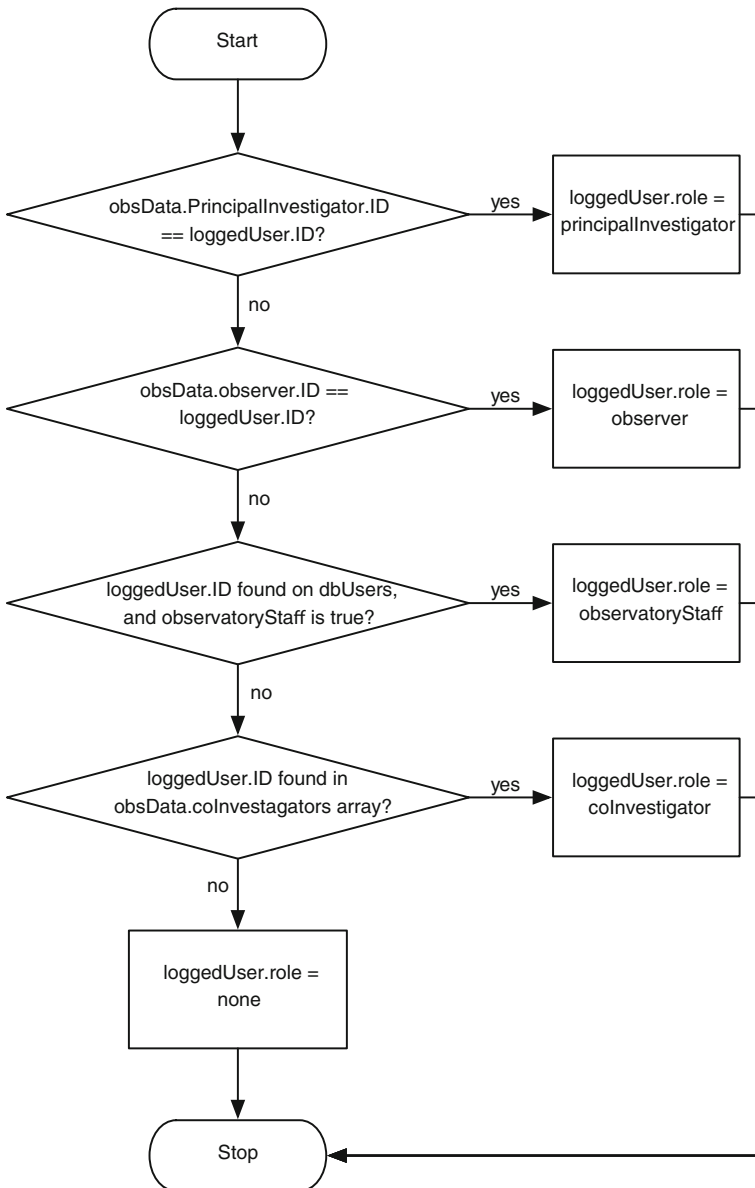 Start
obsData.PrincipalInvestigator.ID
== loggedUser.ID?
yes
loggedUser.role =
principalInvestigator
no
obsData.observer.ID ==
loggedUser.ID?
yes
loggedUser.role =
observer
no
loggedUser.ID found on dbUsers,
and observatoryStaff is true?
yes
loggedUser.role =
observatoryStaff
no
loggedUser.ID found in
obsData.coInvestagators array?
yes
loggedUser.role =
coInvestigator
no
loggedUser.role =
none
Stop